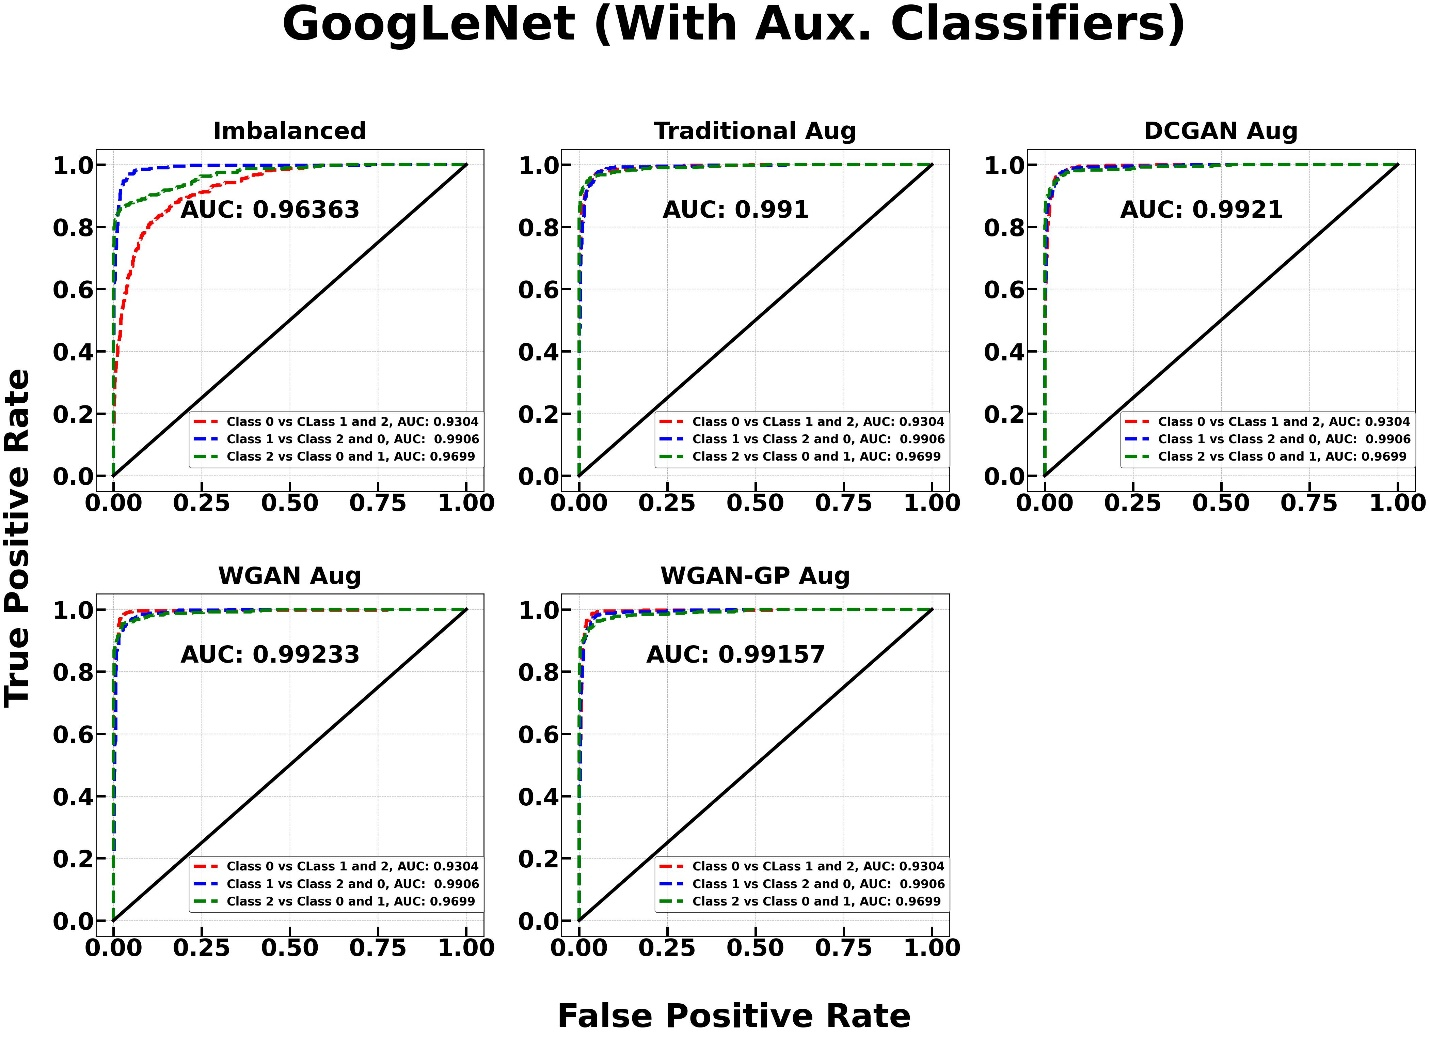 GoogLeNet (With Aux. Classifiers)
True Positive Rate
Imbalanced
1.0
0.8
0.6
0.4
0.2
0.0
AUC: 0.96363
Class 0 vs CLass 1 and 2, AUC: 0.9304
Class 1 vs Class 2 and 0, AUC:  0.9906
Class 2 vs Class 0 and 1, AUC: 0.9699
0.00 0.25 0.50 0.75 1.00
Traditional Aug
1.0
0.8
0.6
0.4
0.2
0.0
AUC: 0.991
Class 0 vs CLass 1 and 2, AUC: 0.9304
Class 1 vs Class 2 and 0, AUC:  0.9906
Class 2 vs Class 0 and 1, AUC: 0.9699
0.00 0.25 0.50 0.75 1.00
DCGAN Aug
1.0
0.8
0.6
0.4
0.2
0.0
AUC: 0.9921
Class 0 vs CLass 1 and 2, AUC: 0.9304
Class 1 vs Class 2 and 0, AUC:  0.9906
Class 2 vs Class 0 and 1, AUC: 0.9699
0.00 0.25 0.50 0.75 1.00
WGAN Aug
1.0
0.8
0.6
0.4
0.2
0.0
AUC: 0.99233
Class 0 vs CLass 1 and 2, AUC: 0.9304
Class 1 vs Class 2 and 0, AUC:  0.9906
Class 2 vs Class 0 and 1, AUC: 0.9699
0.00 0.25 0.50 0.75 1.00
WGAN-GP Aug
1.0
0.8
0.6
0.4
0.2
0.0
AUC: 0.99157
Class 0 vs CLass 1 and 2, AUC: 0.9304
Class 1 vs Class 2 and 0, AUC:  0.9906
Class 2 vs Class 0 and 1, AUC: 0.9699
0.00 0.25 0.50 0.75 1.00
False Positive Rate